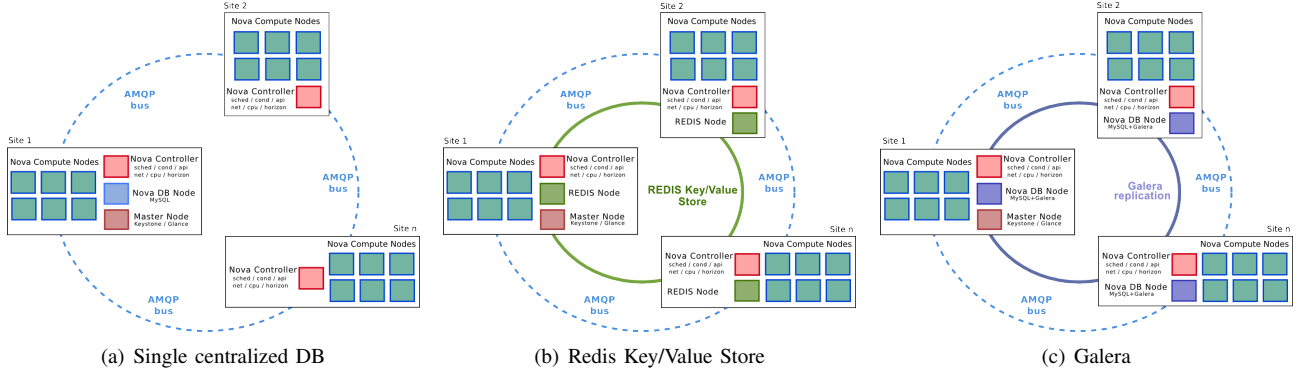 Site 2
Nova Compute Nodes
Nova Controller
sched / cond / api
net / cpu / horizon
AMQP
bus
Site 1
Nova Compute Nodes
Nova Controller
sched / cond / api
net / cpu / horizon
Nova DB Node
MySQL
Master Node
Keystone / Glance
AMQP
bus
Site n
Nova Compute Nodes
Nova Controller
sched / cond / api
net / cpu / horizon
AMQP
bus
(a) Single centralized DB
Site 2
Nova Compute Nodes
Nova Controller
sched / cond / api
net / cpu / horizon
REDIS Node
AMQP
bus
Site 1
Nova Compute Nodes
Nova Controller
sched / cond / api
net / cpu / horizon
REDIS Node
Master Node
Keystone / Glance
REDIS Key/Value
Store
AMQP
bus
Site n
Nova Compute Nodes
Nova Controller
sched / cond / api
net / cpu / horizon
REDIS Node
AMQP
bus
(b) Redis Key/Value Store
Site 2
Nova Compute Nodes
Nova Controller
sched / cond / api
net / cpu / horizon
Nova DB Node
MySQL+Galera
AMQP
bus
Site 1
Nova Compute Nodes
Nova Controller
sched / cond / api
net / cpu / horizon
Nova DB Node
MySQL+Galera
Master Node
Keystone / Glance
Galera
replication
AMQP
bus
Site n
Nova Compute Nodes
Nova Controller
sched / cond / api
net / cpu / horizon
Nova DB Node
MySQL+Galera
AMQP
bus
(c) Galera